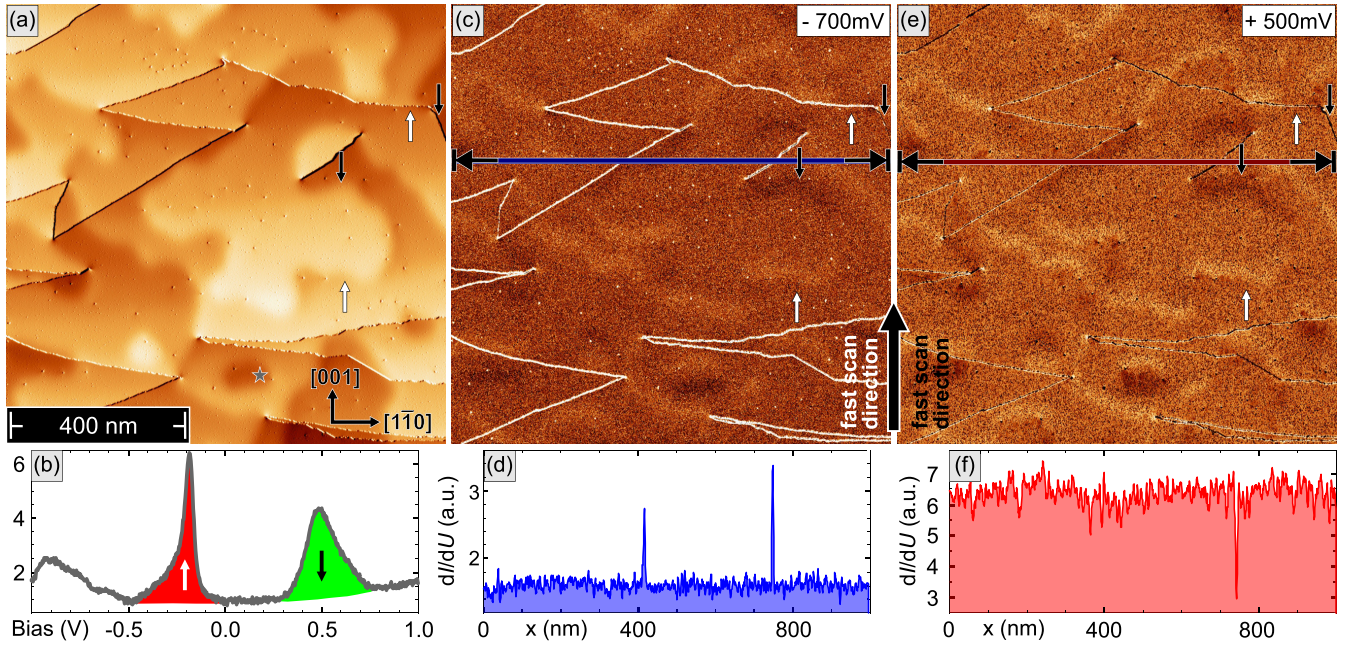 (a)
[001]
[11̄0]
400 nm
(c)
- 700mV
fast scan
direction
(e)
+ 500mV
fast scan
direction
(b)
6
4
2
Bias (V)
-0.5
0.0
0.5
1.0
(d)
dI/dU (a.u.)
3
2
0
x (nm)
400
800
(f)
dI/dU (a.u.)
7
6
5
4
3
0
x (nm)
400
800